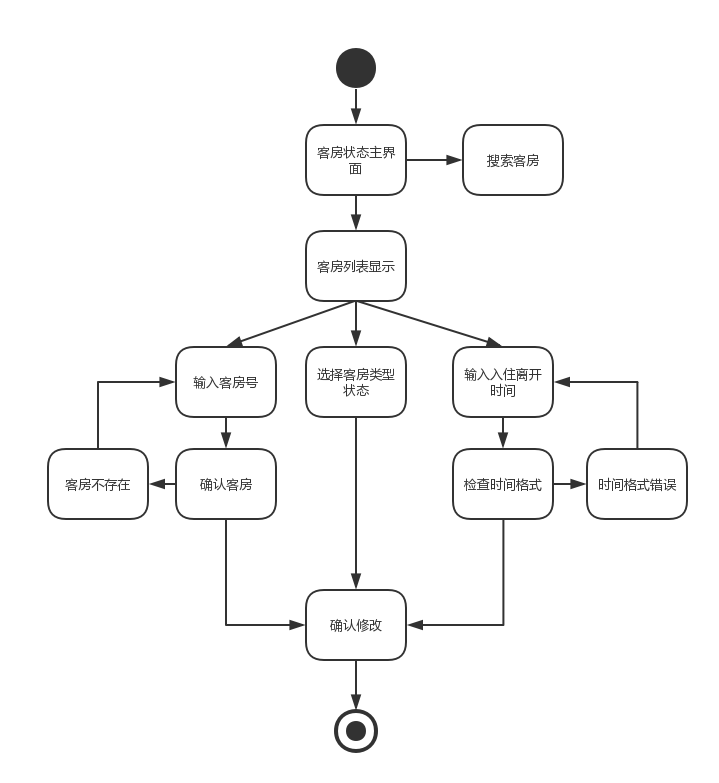 客房状态主界
面
搜索客房
客房列表显示
输入客房号
选择客房类型
状态
输入入住离开
时间
客房不存在
确认客房
检查时间格式
时间格式错误
确认修改